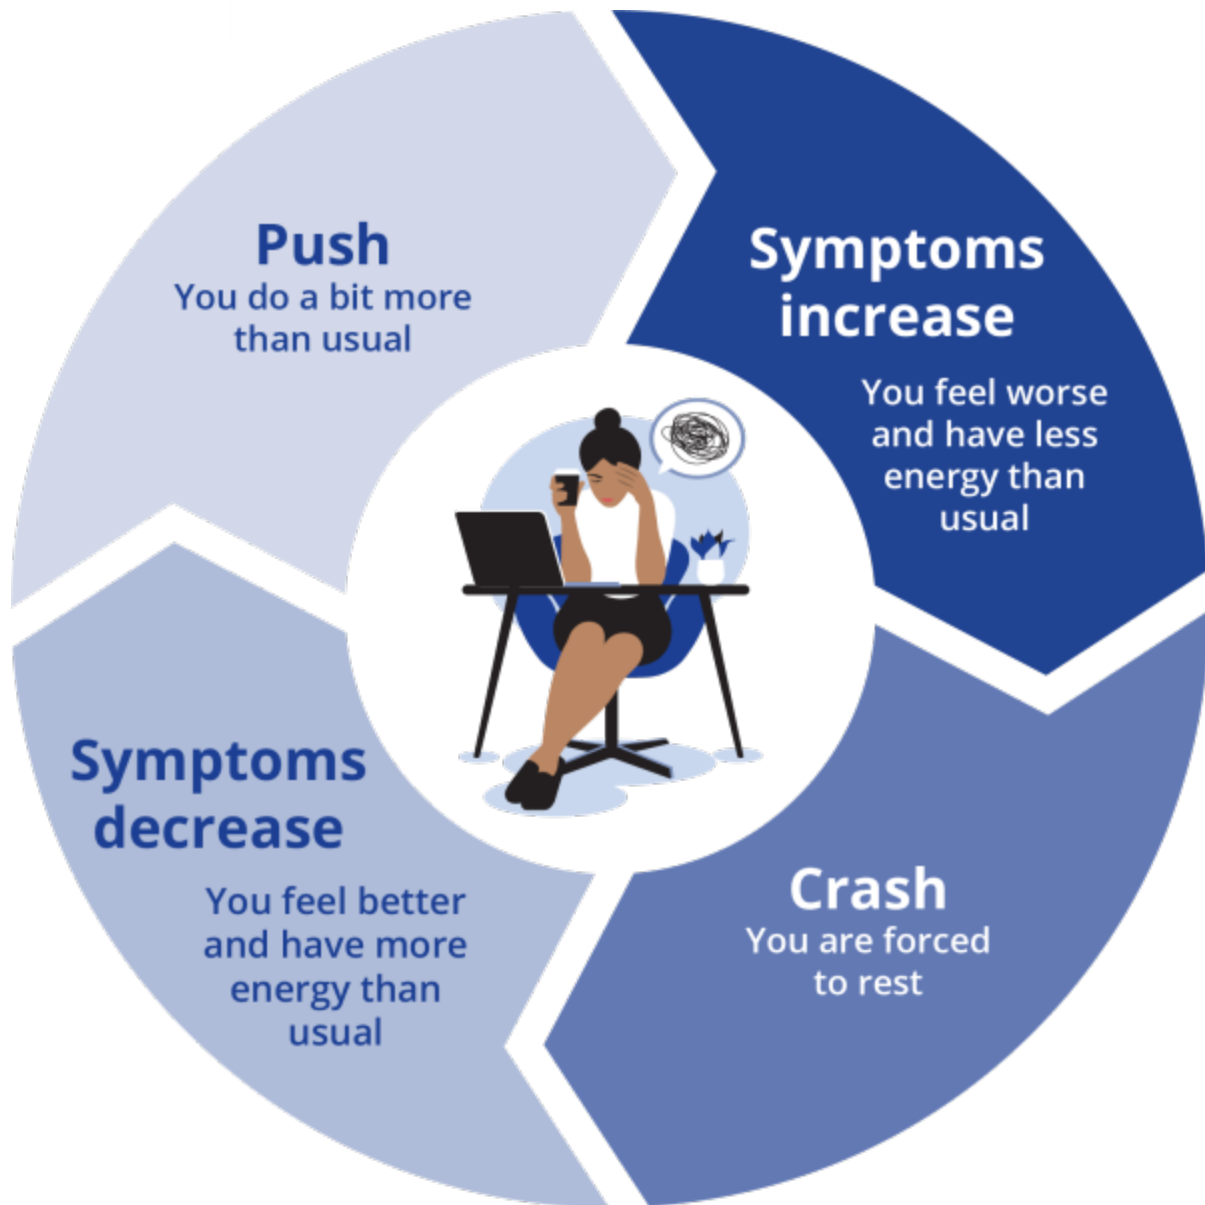 Push
You do a bit more
than usual
Symptoms
increase
You feel worse
and have less
energy than
usual
Crash
You are forced
to rest
Symptoms
decrease
You feel better
and have more
energy than
usual